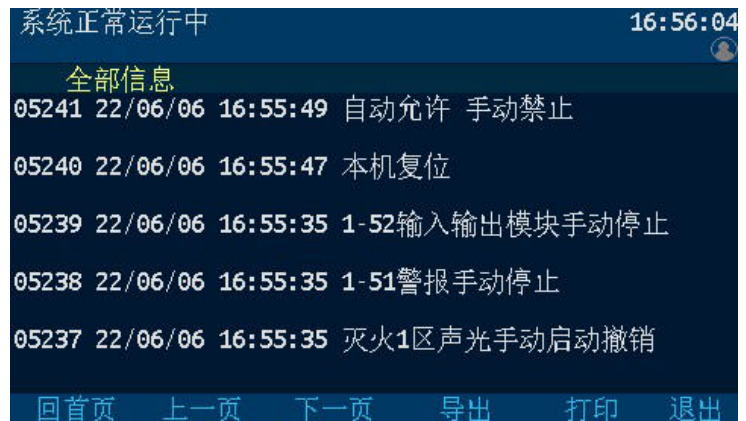 系统正常运行中 16:56:04
全部信息
05241 22/06/06 16:55:49 自动允许 手动禁止
05240 22/06/06 16:55:47 本机复位
05239 22/06/06 16:55:35 1-52输入输出模块手动停止
05238 22/06/06 16:55:35 1-51警报手动停止
05237 22/06/06 16:55:35 灭火1区声光手动启动撤销
回首页 上一页 下一页 导出 打印 退出